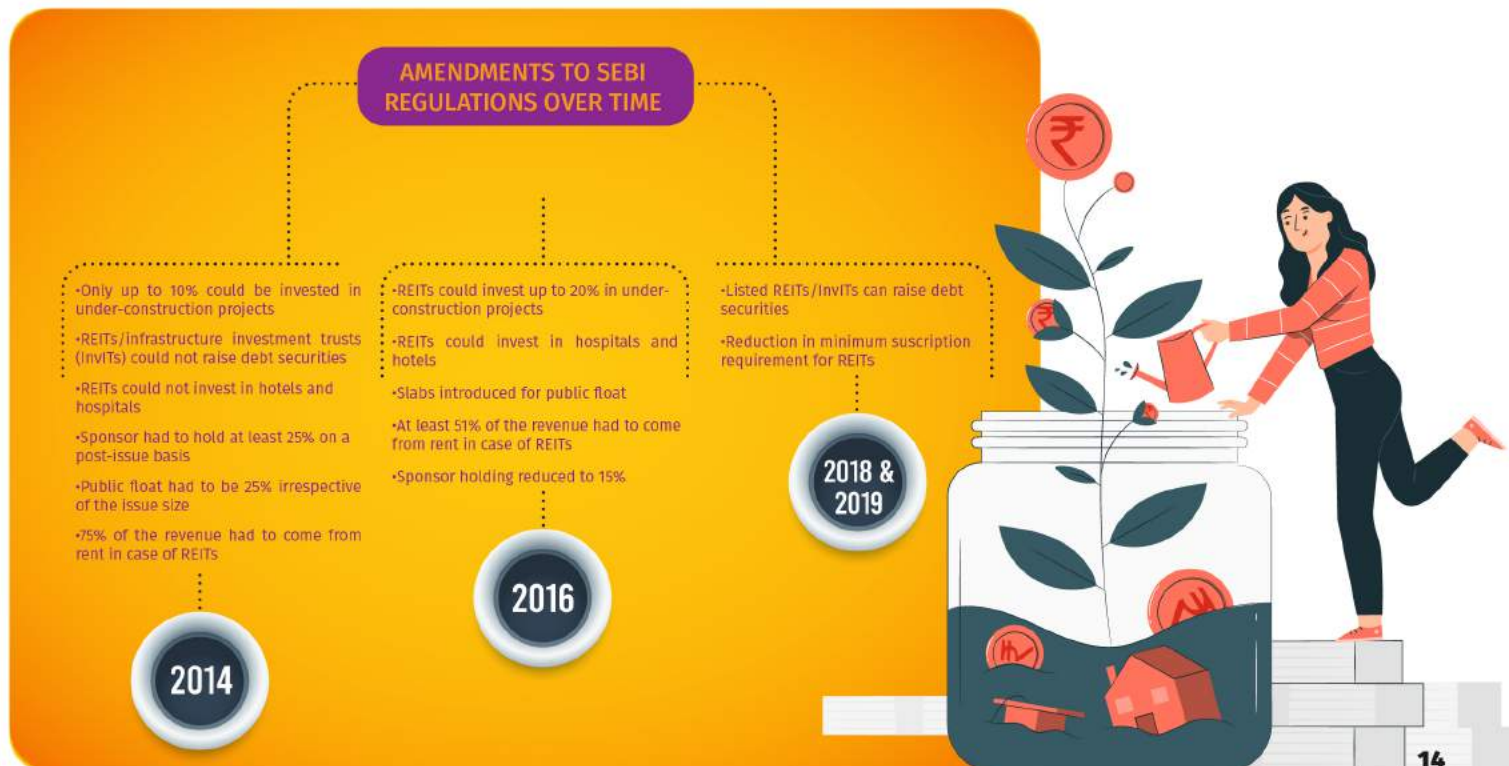 AMENDMENTS TO SEBI
REGULATIONS OVER TIME
•Only up to 10% could be invested in
under-construction projects
•REITs/infrastructure investment trusts
(InvITs) could not raise debt securities
•REITs could not invest in hotels and
hospitals
•Sponsor had to hold at least 25% on a
post-issue basis
•Public float had to be 25% irrespective
of the issue size
•75% of the revenue had to come from
rent in case of REITs
2014
•REITs could invest up to 20% in under-
construction projects
•REITs could invest in hospitals and
hotels
•Slabs introduced for public float
•At least 51% of the revenue had to come
from rent in case of REITs
•Sponsor holding reduced to 15%
2016
•Listed REITs/InvITs can raise debt
securities
•Reduction in minimum suscription
requirement for REITs
2018 &
2019
₹
₹
14